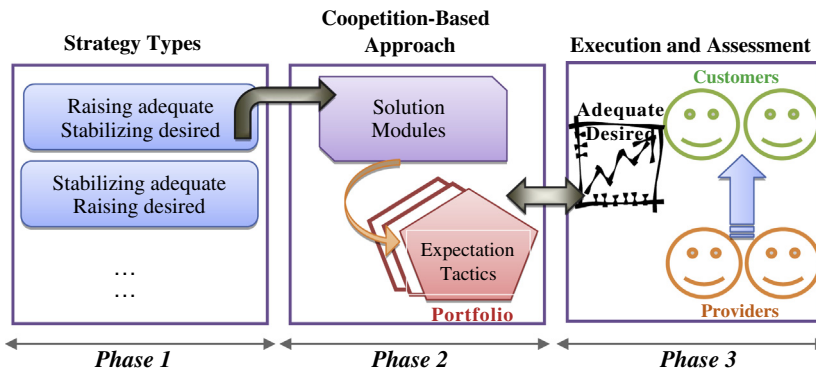 Strategy Types
Raising adequate
Stabilizing desired
Stabilizing adequate
Raising desired
…
…
Phase 1
Coopetition-Based
Approach
Solution
Modules
Expectation
Tactics
Portfolio
Phase 2
Execution and Assessment
Customers
Adequate
Desired
Providers
Phase 3